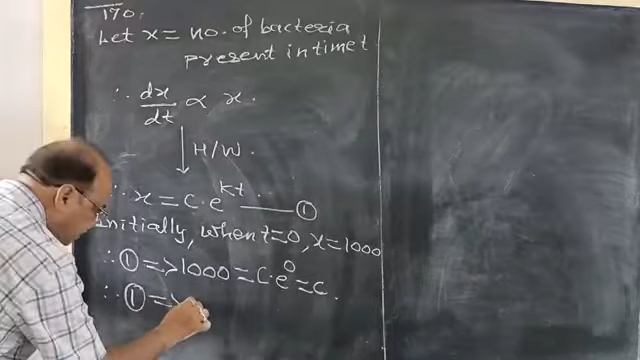 170.
Let x = no. of bacteria
present in time t
∴ dx/dt ∝ x.
H/W.
∴ x = c.e^kt —— ①
Initially, when t=0, x=1000
∴ ① => 1000 = c.e^0 = c.
∴ ① =>